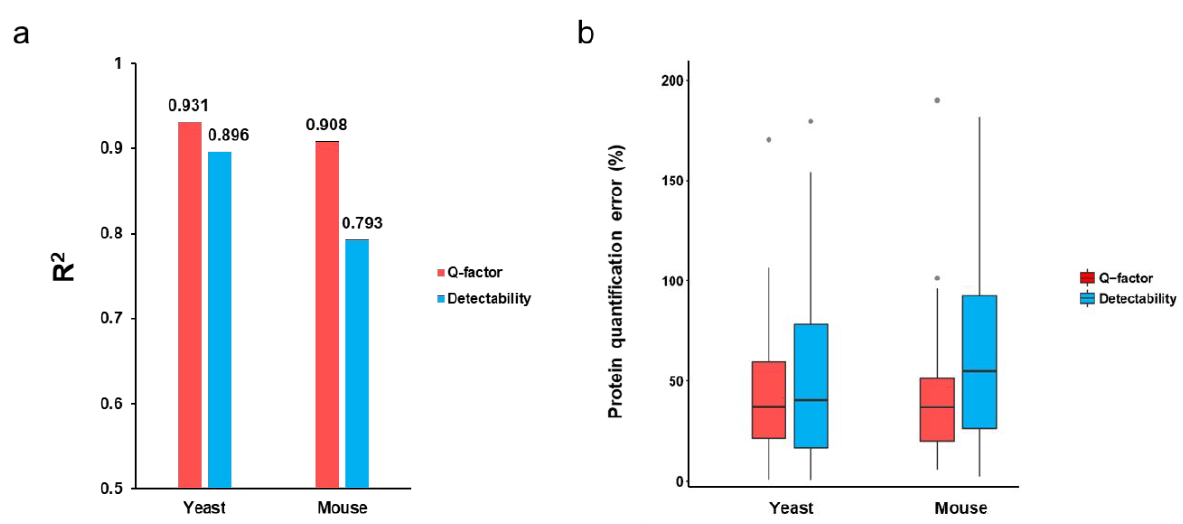 a
R2
1
0.9
0.8
0.7
0.6
0.5
0.931
0.896
0.908
0.793
Yeast
Mouse
Q-factor
Detectability
b
Protein quantification error (%)
200
150
100
50
0
Yeast
Mouse
Q−factor
Detectability